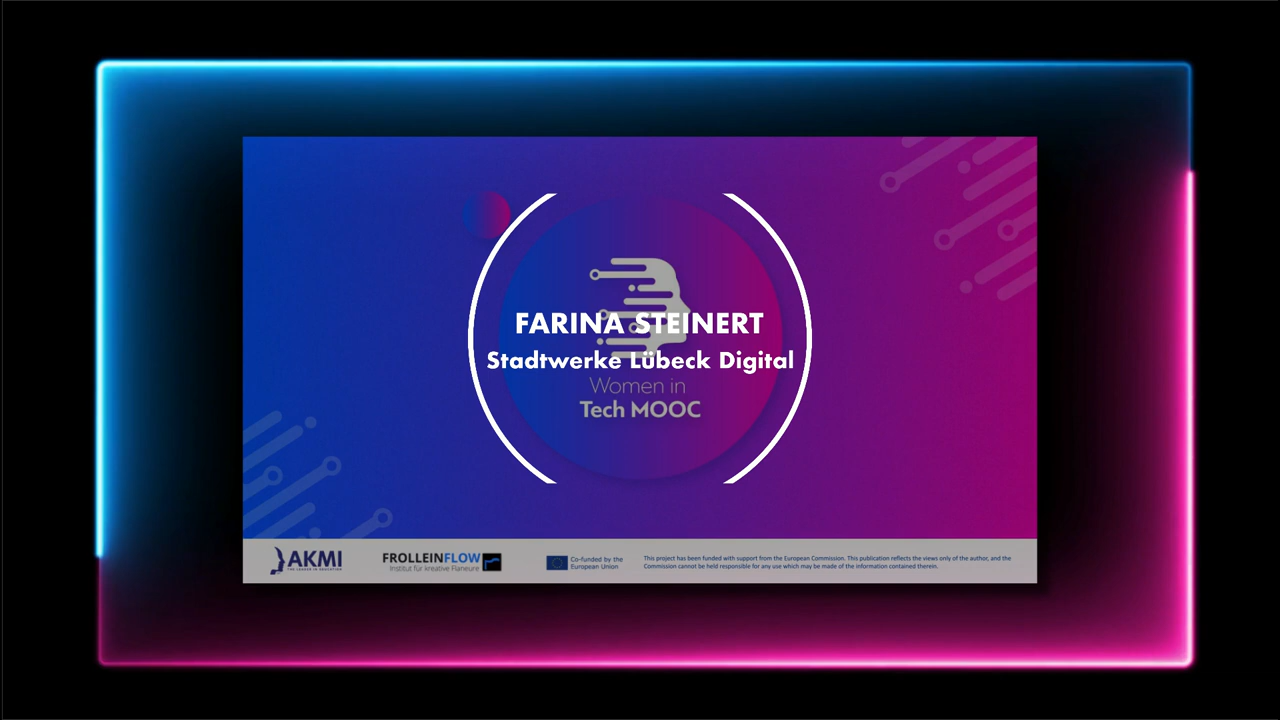 FARINA STEINERT
Stadtwerke Lübeck Digital
Women in
Tech MOOC
AKMI
FROLLEINFLOW
Institut für kreative Flaneure
Co-funded by the
European Union
This project has been funded with support from the European Commission. This publication reflects the views only of the author, and the
Commission cannot be held responsible for any use which may be made of the information contained therein.